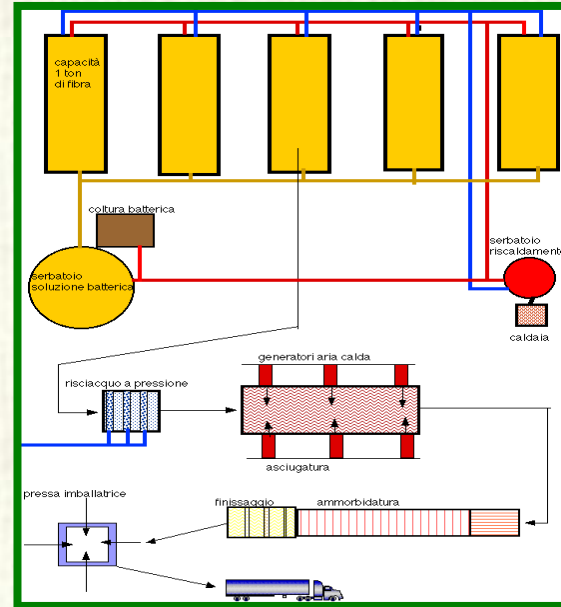 capacità
1 ton
di fibra
coltura batterica
serbatoio
soluzione batterica
serbatoio
riscaldamento
caldaia
generatori aria calda
risciacquo a pressione
asciugatura
pressa imballatrice
finissaggio
ammorbidatura